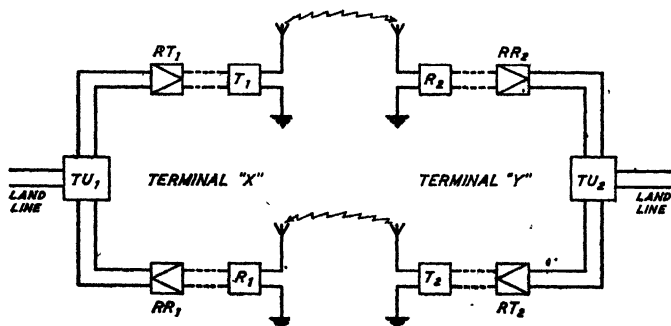 RT₁
T₁
R₂
RR₂
TU₁
TERMINAL "X"
TERMINAL "Y"
TU₂
LAND
LINE
LAND
LINE
RR₁
R₁
T₂
RT₂